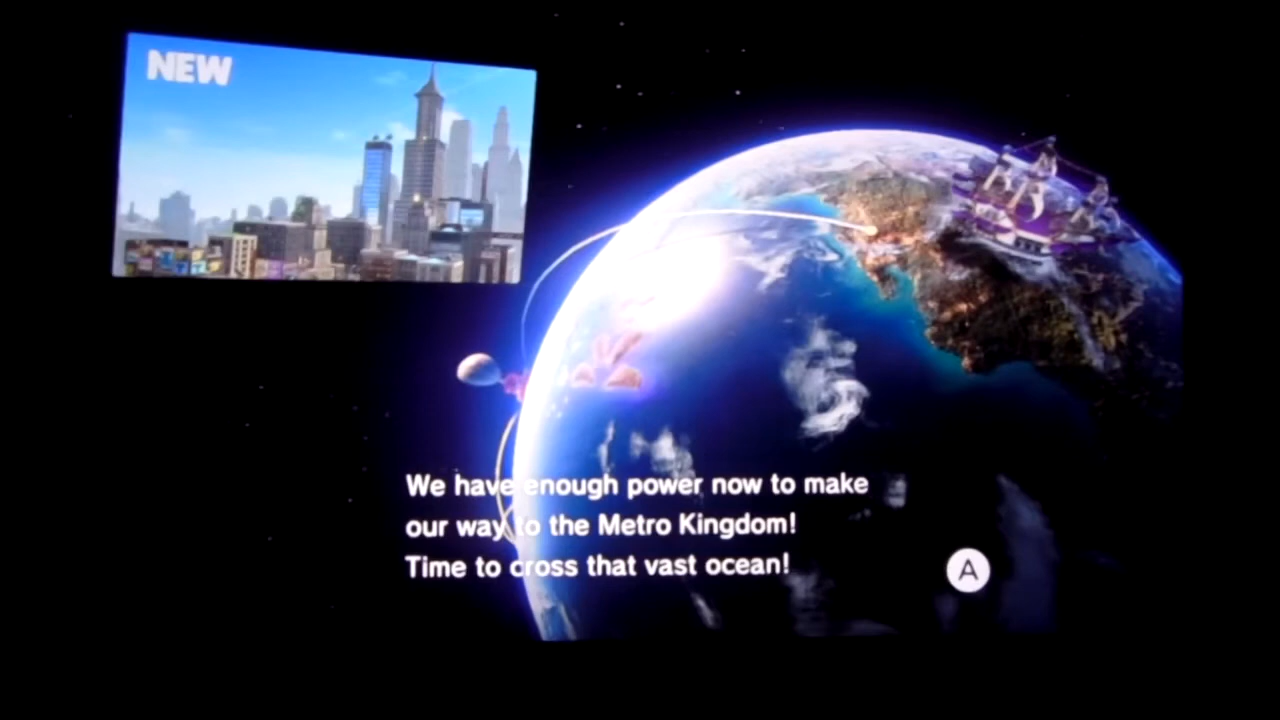 NEW
We have enough power now to make
our way to the Metro Kingdom!
Time to cross that vast ocean!
A